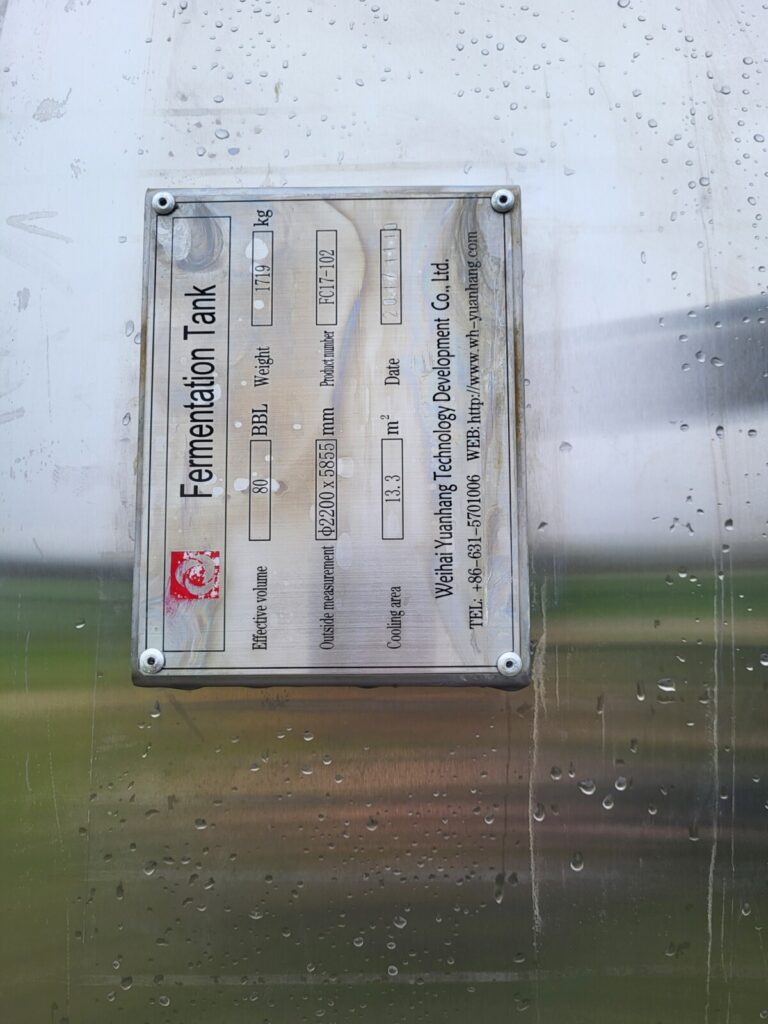 Fermentation Tank
Effective volume 80 BBL Weight 1719 kg
Outside measurement Φ2200 x 5855 mm Product number FC17-102
Cooling area 13.3 m² Date
Weihai Yuanhang Technology Development Co., Ltd.
TEL: +86-631-5701006 WEB: http://www.wh-yuanhang.com